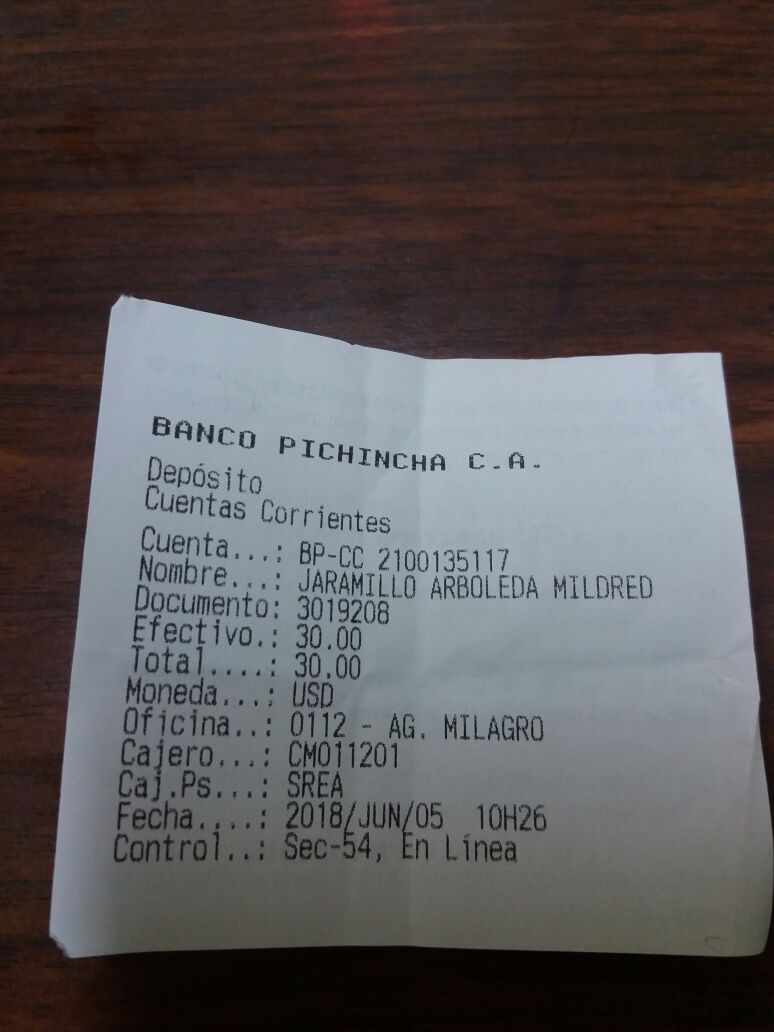 BANCO PICHINCHA C.A.
Depósito
Cuentas Corrientes
Cuenta...: BP-CC 2100135117
Nombre...: JARAMILLO ARBOLEDA MILDRED
Documento: 3019208
Efectivo.: 30.00
Total....: 30.00
Moneda...: USD
Oficina..: 0112 - AG. MILAGRO
Cajero...: CM011201
Caj.Ps...: SREA
Fecha....: 2018/JUN/05 10H26
Control..: Sec-54, En Línea